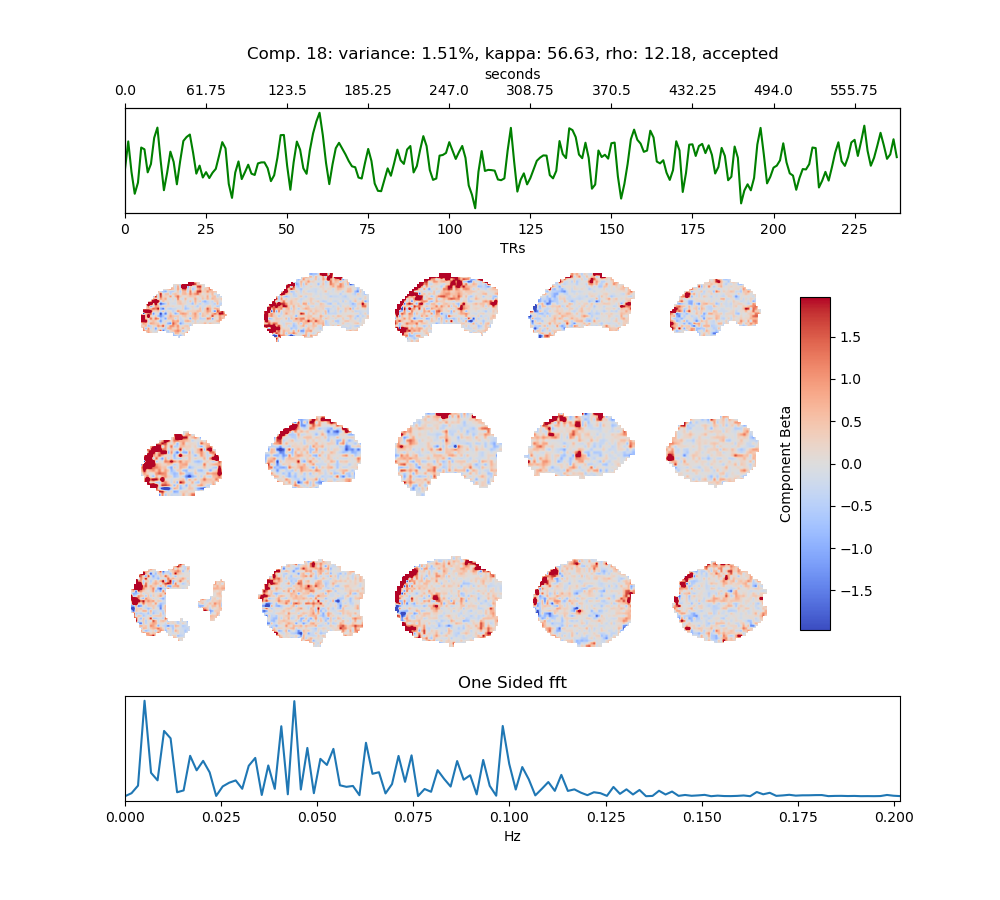 Comp. 18: variance: 1.51%, kappa: 56.63, rho: 12.18, accepted
seconds
0.0 61.75 123.5 185.25 247.0 308.75 370.5 432.25 494.0 555.75
0 25 50 75 100 125 150 175 200 225
TRs
Component Beta
1.5
1.0
0.5
0.0
−0.5
−1.0
−1.5
One Sided fft
0.000 0.025 0.050 0.075 0.100 0.125 0.150 0.175 0.200
Hz